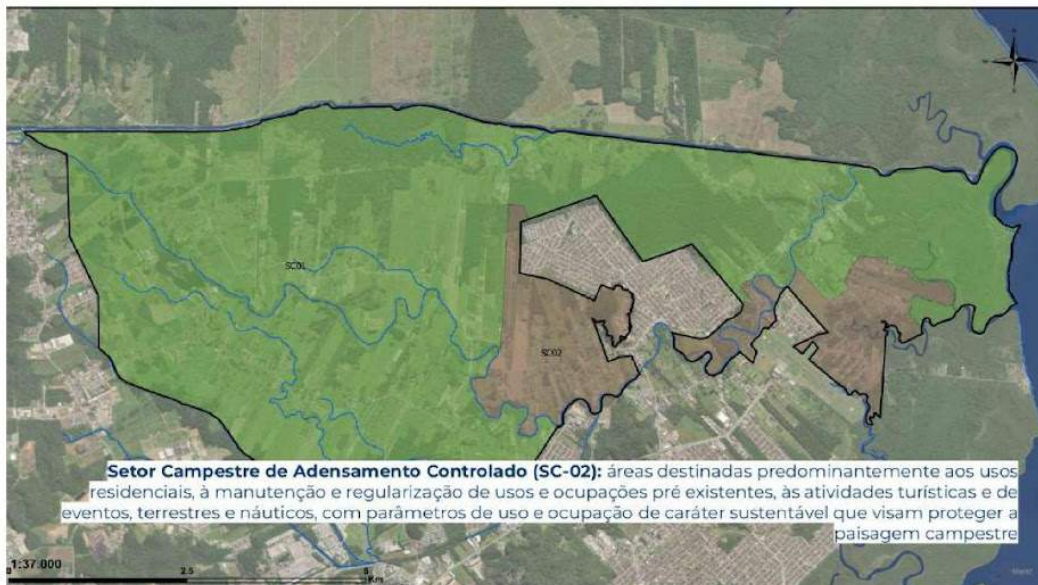 SC01
SC02
Setor Campestre de Adensamento Controlado (SC-02): áreas destinadas predominantemente aos usos
residenciais, à manutenção e regularização de usos e ocupações pré existentes, às atividades turísticas e de
eventos, terrestres e náuticos, com parâmetros de uso e ocupação de caráter sustentável que visam proteger a
paisagem campestre
1:37.000
0 2.5 5
Km